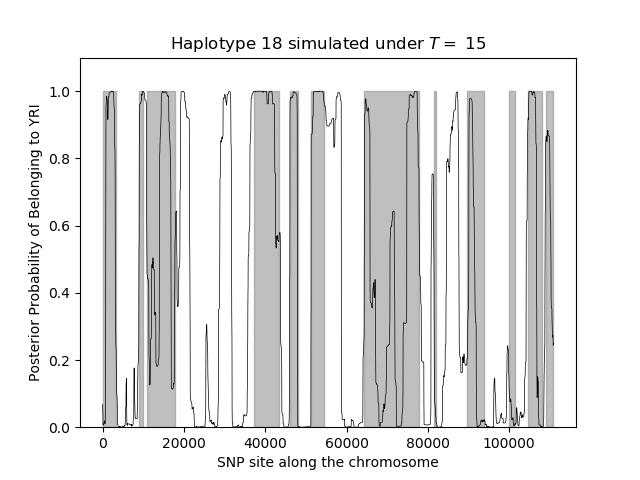 Haplotype 18 simulated under T = 15
Posterior Probability of Belonging to YRI
1.0
0.8
0.6
0.4
0.2
0.0
0 20000 40000 60000 80000 100000
SNP site along the chromosome